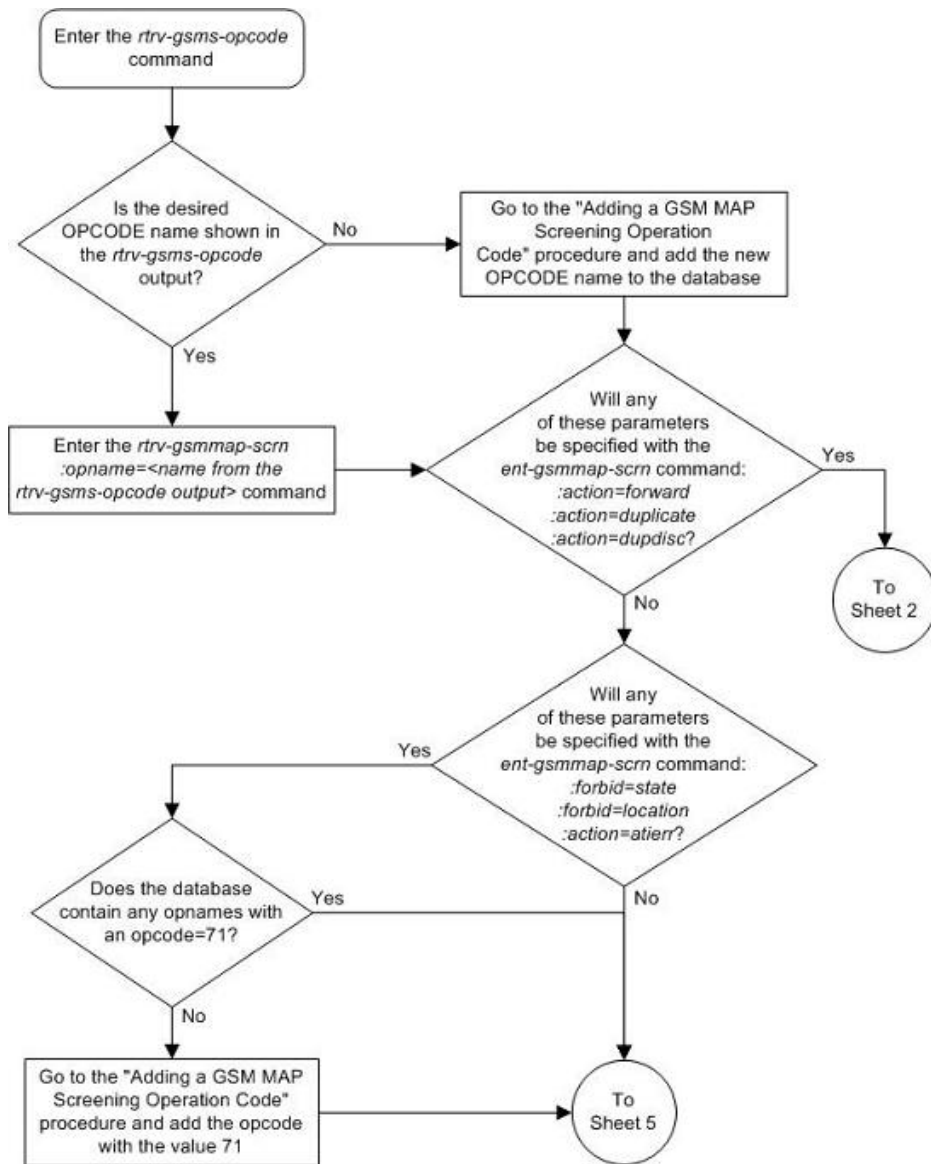 Enter the rtrv-gsms-opcode
command
Is the desired
OPCODE name shown in
the rtrv-gsms-opcode
output?
No
Go to the "Adding a GSM MAP
Screening Operation
Code" procedure and add the new
OPCODE name to the database
Yes
Enter the rtrv-gsmmap-scrn
:opname=<name from the
rtrv-gsms-opcode output> command
Will any
of these parameters
be specified with the
ent-gsmmap-scrn command:
:action=forward
:action=duplicate
:action=dupdisc?
Yes
To
Sheet 2
No
Will any
of these parameters
be specified with the
ent-gsmmap-scrn command:
:forbid=state
:forbid=location
:action=atierr?
Yes
No
Does the database
contain any opnames with
an opcode=71?
Yes
No
Go to the "Adding a GSM MAP
Screening Operation Code"
procedure and add the opcode
with the value 71
To
Sheet 5